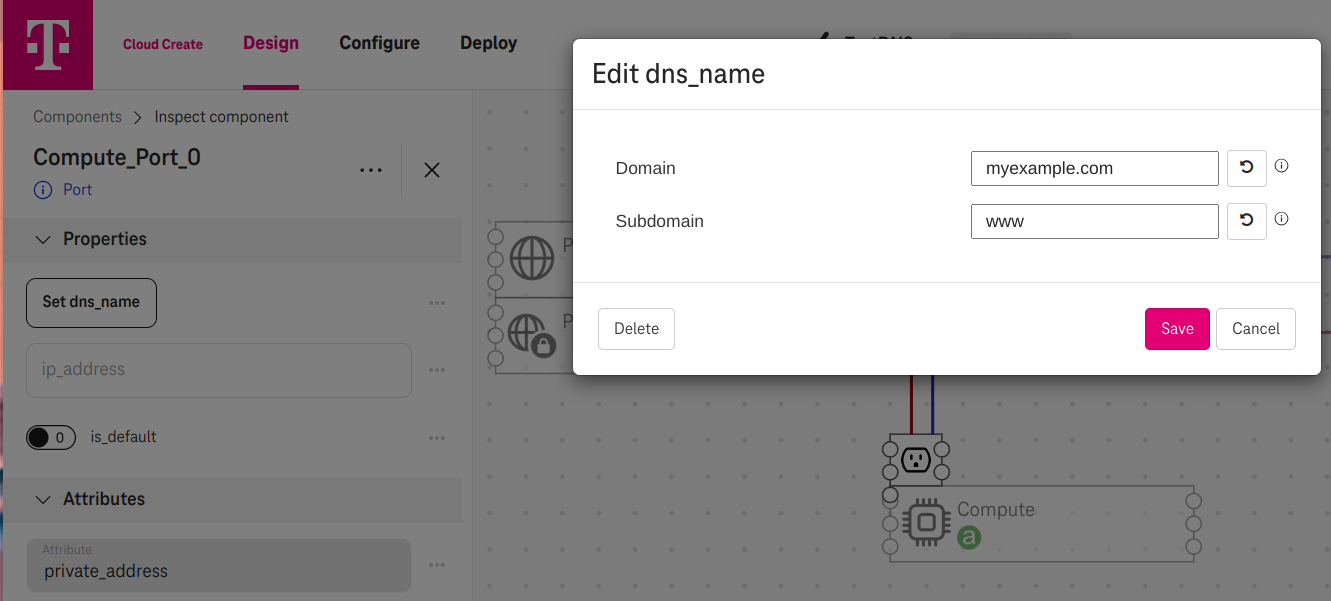 T
Cloud Create
Design
Configure
Deploy
Components
Inspect component
Compute_Port_0
Port
Properties
Set dns_name
ip_address
0 is_default
Attributes
Attribute
private_address
Edit dns_name
Domain
myexample.com
Subdomain
www
Delete
Save
Cancel
P
P
Compute
a